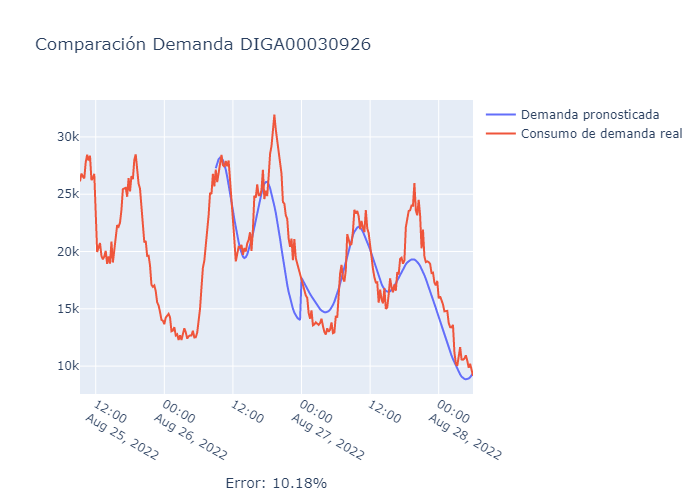 Comparación Demanda DIGA00030926
Demanda pronosticada
Consumo de demanda real
30k
25k
20k
15k
10k
12:00
Aug 25, 2022
00:00
Aug 26, 2022
12:00
00:00
Aug 27, 2022
12:00
00:00
Aug 28, 2022
Error: 10.18%